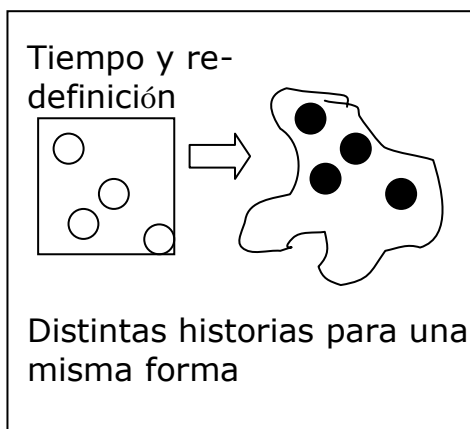 Tiempo y re-
definición
Distintas historias para una
misma forma